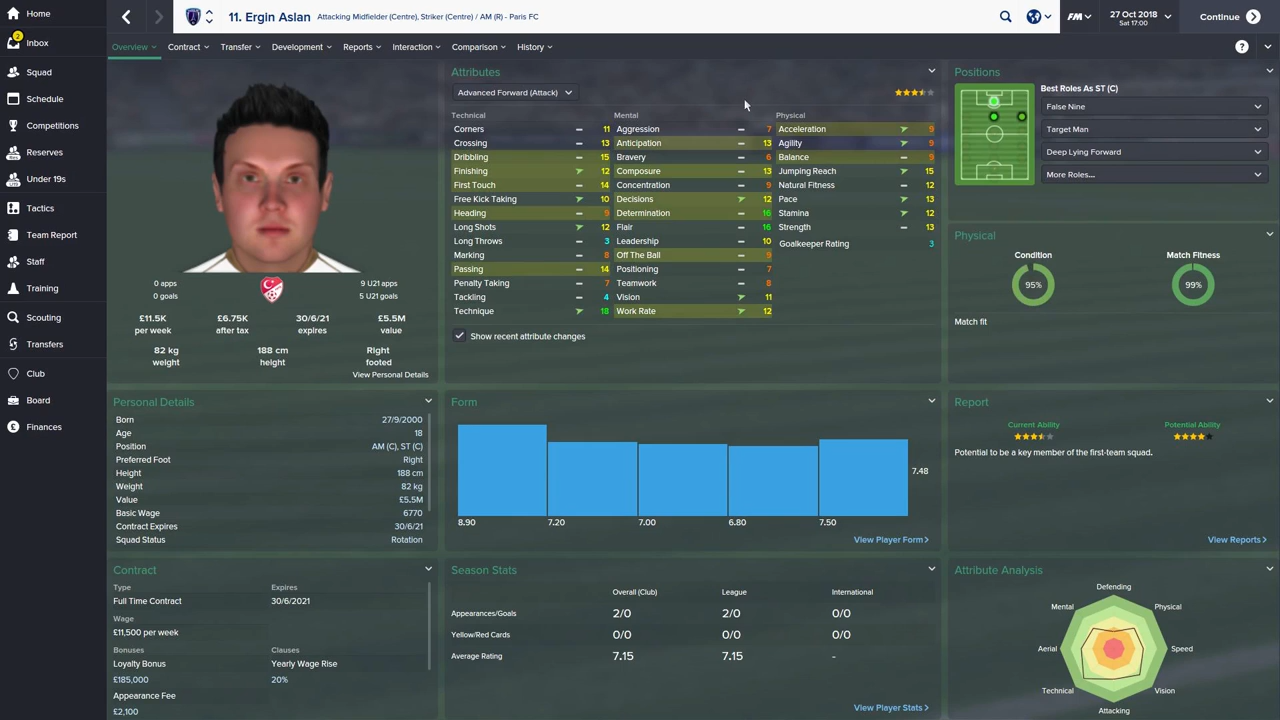 Home
2
Inbox
Squad
Schedule
Competitions
Reserves
Under 19s
Tactics
Team Report
Staff
Training
Scouting
Transfers
Club
Board
Finances
11. Ergin Aslan
Attacking Midfielder (Centre), Striker (Centre) / AM (R) - Paris FC
FM
27 Oct 2018
Sat 17:00
Continue
Overview
Contract
Transfer
Development
Reports
Interaction
Comparison
History
?
0 apps
0 goals
9 U21 apps
5 U21 goals
£11.5K per week
£6.75K after tax
30/6/21 expires
£5.5M value
82 kg weight
188 cm height
Right footed
View Personal Details
Attributes
Advanced Forward (Attack)
Technical
Corners 11
Crossing 13
Dribbling 15
Finishing 12
First Touch 14
Free Kick Taking 10
Heading 9
Long Shots 12
Long Throws 3
Marking 8
Passing 14
Penalty Taking 7
Tackling 4
Technique 18
Mental
Aggression 7
Anticipation 13
Bravery 6
Composure 13
Concentration 9
Decisions 12
Determination 16
Flair 16
Leadership 10
Off The Ball 9
Positioning 7
Teamwork 8
Vision 11
Work Rate 12
Physical
Acceleration 9
Agility 9
Balance 9
Jumping Reach 15
Natural Fitness 12
Pace 13
Stamina 12
Strength 13
Goalkeeper Rating 3
Show recent attribute changes
Positions
Best Roles As ST (C)
False Nine
Target Man
Deep Lying Forward
More Roles...
Physical
Condition
95%
Match Fitness
99%
Match fit
Personal Details
Born 27/9/2000
Age 18
Position AM (C), ST (C)
Preferred Foot Right
Height 188 cm
Weight 82 kg
Value £5.5M
Basic Wage 6770
Contract Expires 30/6/21
Squad Status Rotation
Form
7.48
8.90 7.20 7.00 6.80 7.50
View Player Form
Report
Current Ability
Potential Ability
Potential to be a key member of the first-team squad.
View Reports
Contract
Type
Full Time Contract
Expires
30/6/2021
Wage
£11,500 per week
Bonuses
Loyalty Bonus
£185,000
Appearance Fee
£2,100
Clauses
Yearly Wage Rise
20%
Season Stats
Overall (Club) League International
Appearances/Goals 2/0 2/0 0/0
Yellow/Red Cards 0/0 0/0 0/0
Average Rating 7.15 7.15 -
View Player Stats
Attribute Analysis
Defending
Mental
Physical
Aerial
Speed
Technical
Vision
Attacking